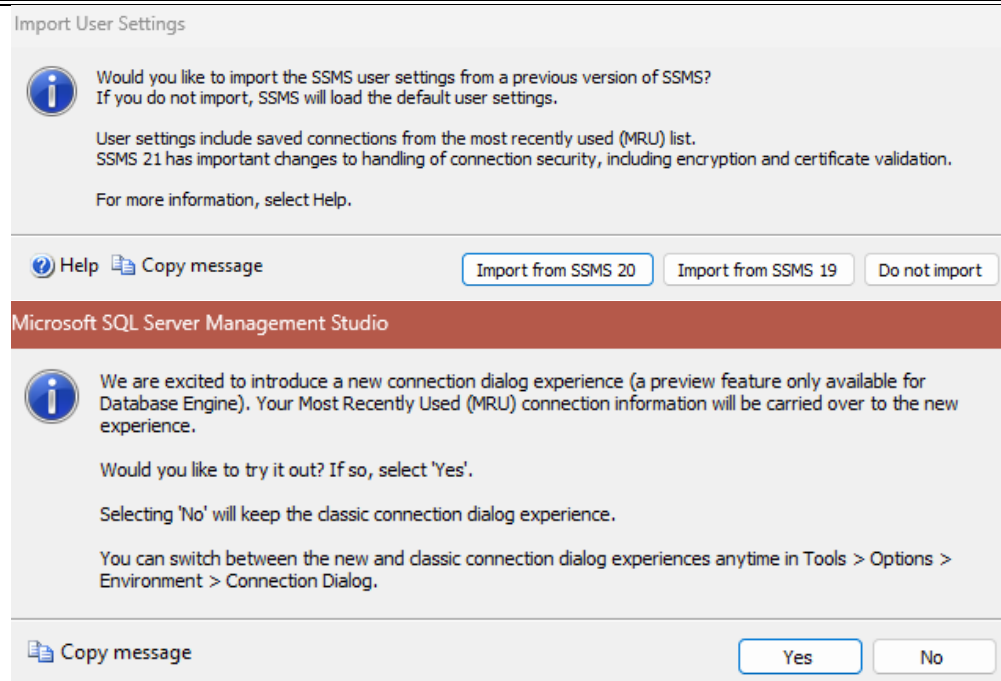 Import User Settings
Would you like to import the SSMS user settings from a previous version of SSMS?
If you do not import, SSMS will load the default user settings.
User settings include saved connections from the most recently used (MRU) list.
SSMS 21 has important changes to handling of connection security, including encryption and certificate validation.
For more information, select Help.
Help Copy message Import from SSMS 20 Import from SSMS 19 Do not import
Microsoft SQL Server Management Studio
We are excited to introduce a new connection dialog experience (a preview feature only available for
Database Engine). Your Most Recently Used (MRU) connection information will be carried over to the new
experience.
Would you like to try it out? If so, select 'Yes'.
Selecting 'No' will keep the classic connection dialog experience.
You can switch between the new and classic connection dialog experiences anytime in Tools > Options >
Environment > Connection Dialog.
Copy message Yes No